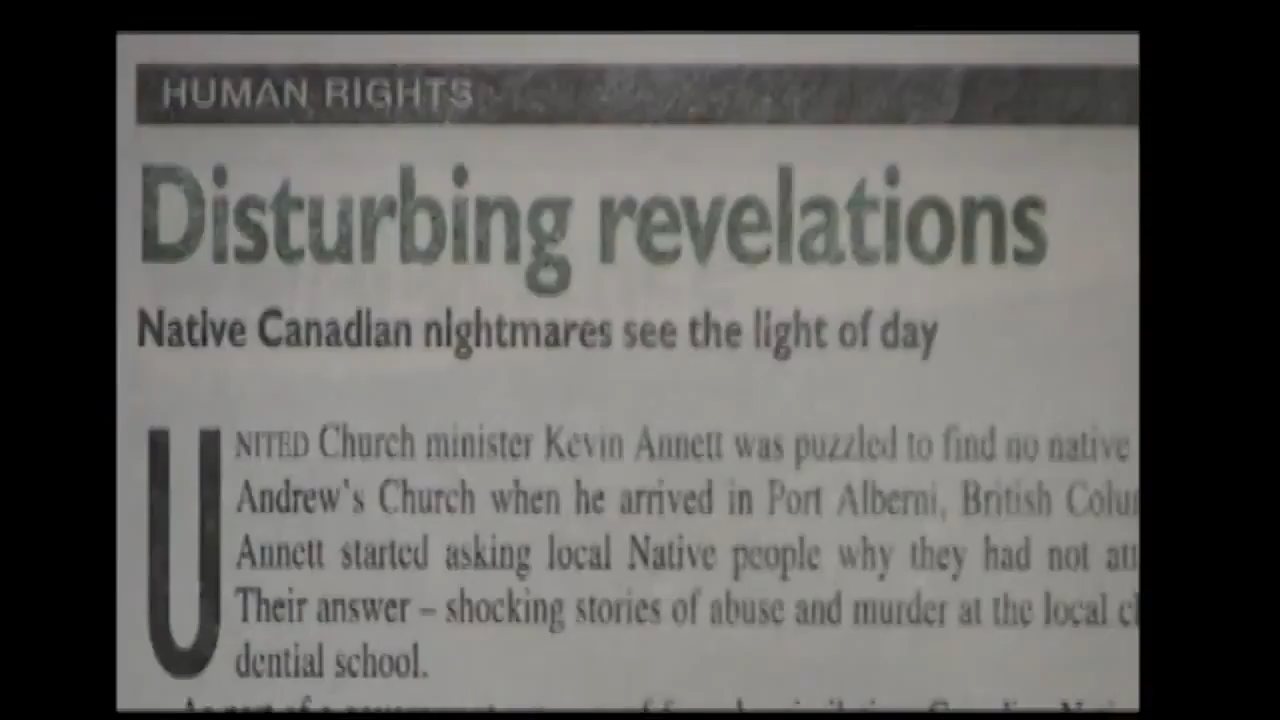 HUMAN RIGHTS
Disturbing revelations
Native Canadian nightmares see the light of day
UNITED Church minister Kevin Annett was puzzled to find no native
Andrew's Church when he arrived in Port Alberni, British Colu
Annett started asking local Native people why they had not att
Their answer – shocking stories of abuse and murder at the local c
dential school.